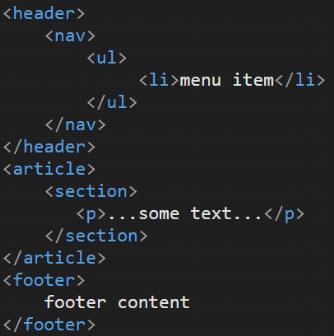 <header>
    <nav>
        <ul>
             <li>menu item</li>
        </ul>
    </nav>
</header>
<article>
    <section>
       <p>...some text...</p>
    </section>
</article>
<footer>
    footer content
</footer>